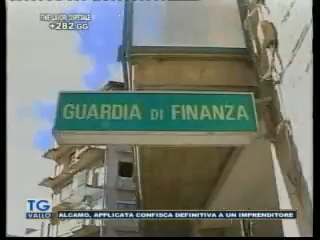 FINE LAVORI OSPEDALE
+282 GG
GUARDIA DI FINANZA
TG
VALLO
ALCAMO, APPLICATA CONFISCA DEFINITIVA A UN IMPRENDITORE